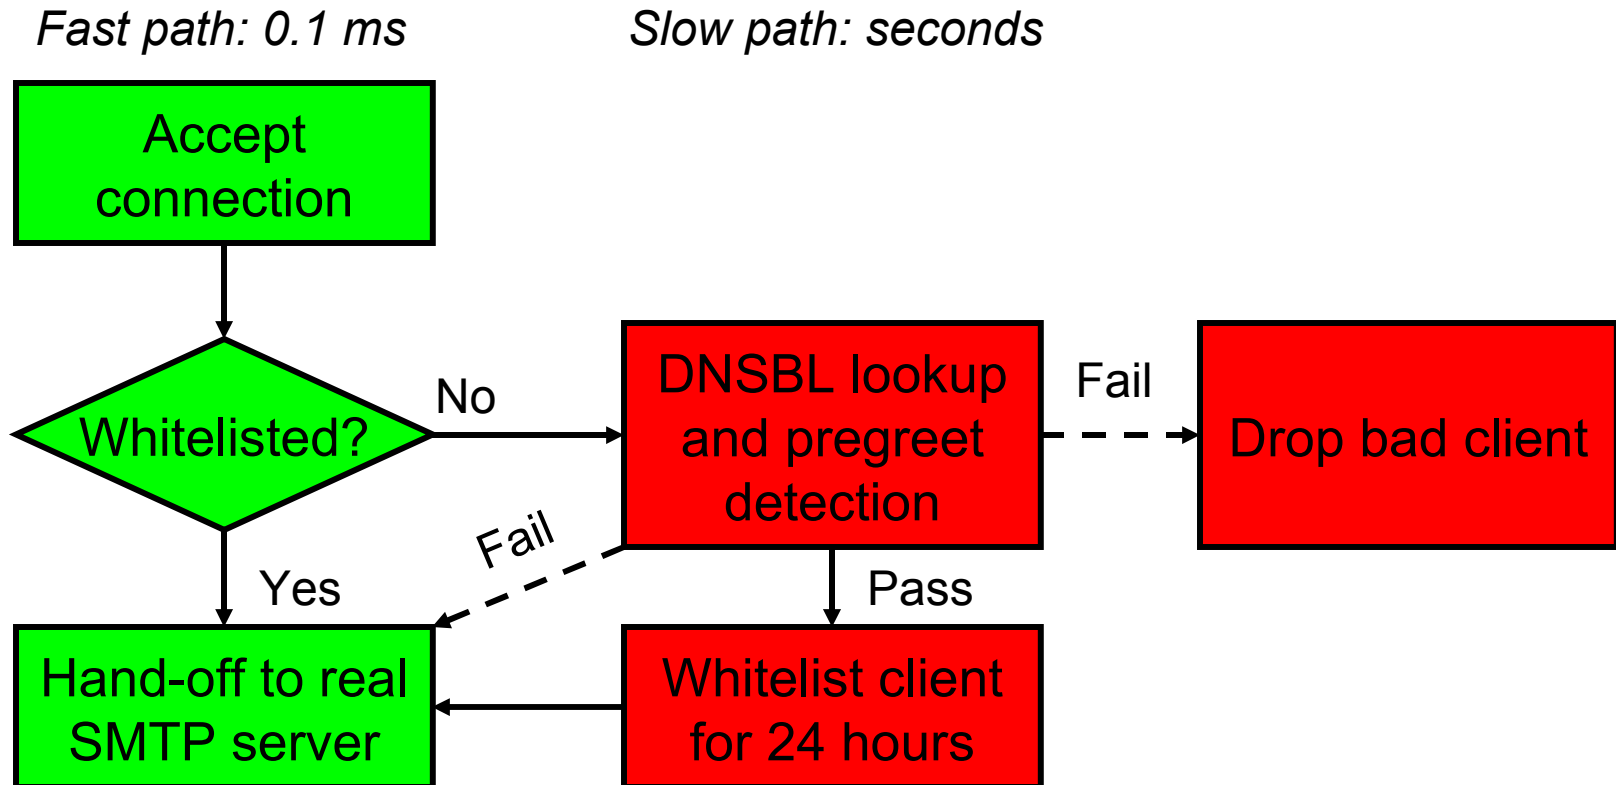 Fast path: 0.1 ms
Slow path: seconds
Accept
connection
Whitelisted?
No
DNSBL lookup
and pregreet
detection
Fail
Drop bad client
Fail
Yes
Pass
Hand-off to real
SMTP server
Whitelist client
for 24 hours